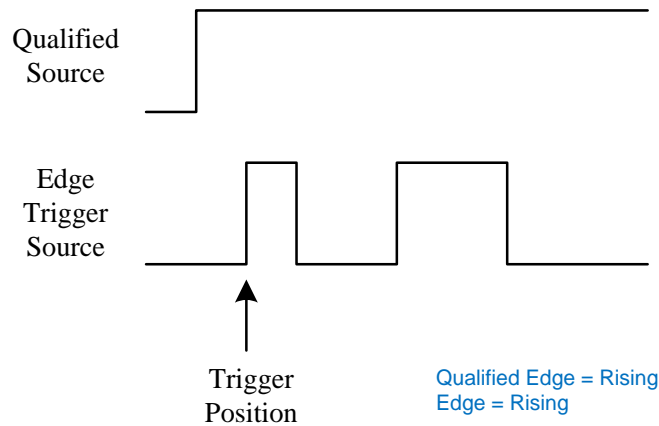 Qualified
Source
Edge
Trigger
Source
Trigger
Position
Qualified Edge = Rising
Edge = Rising